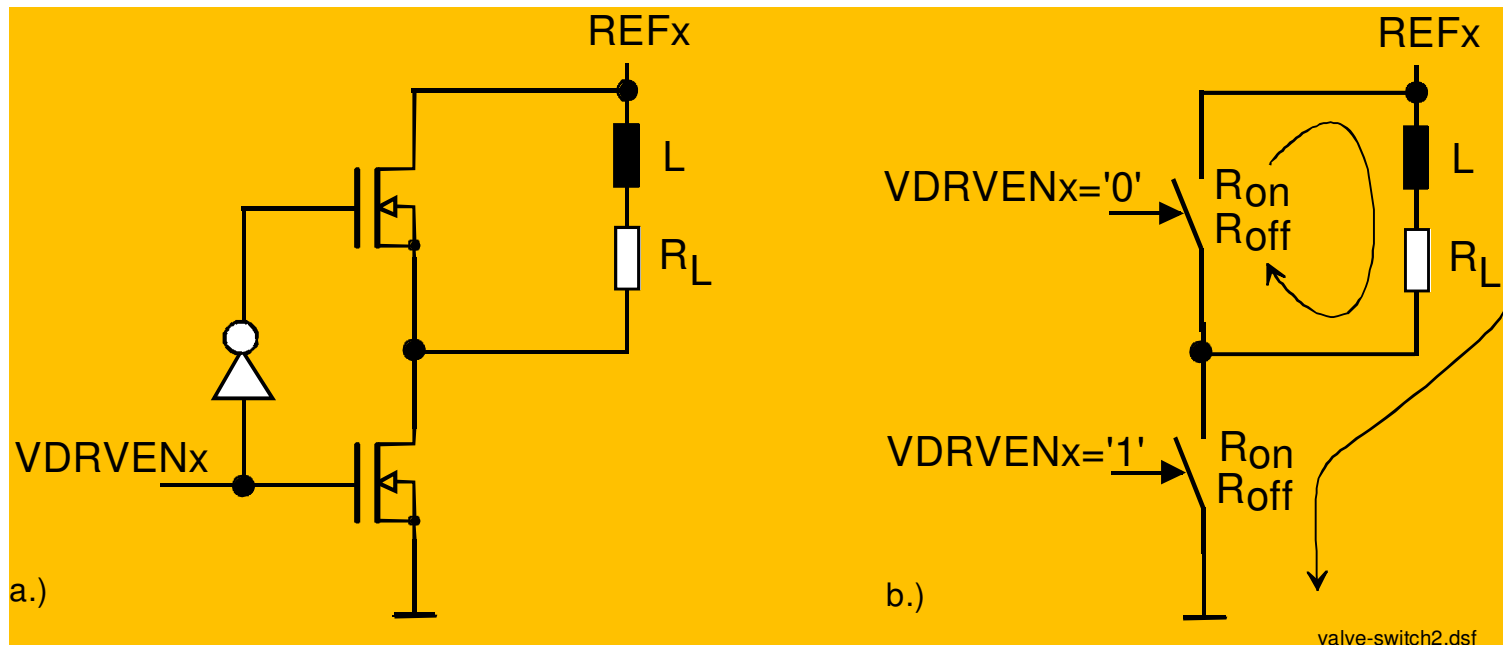 REFx
L
RL
VDRVENx
a.)
REFx
VDRVENx='0'
Ron
Roff
L
RL
VDRVENx='1'
Ron
Roff
b.)
valve-switch2.dsf